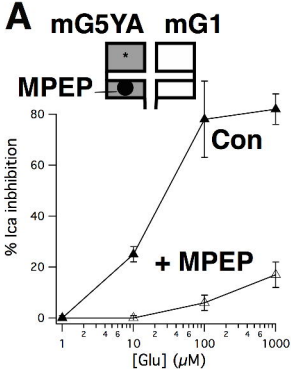 A
mG5YA mG1
*
MPEP
80
Con
60
40
+ MPEP
20
0
% Ica inbhibition
1 2 4 6 10 2 4 6 100 2 4 6 1000
[Glu] (µM)